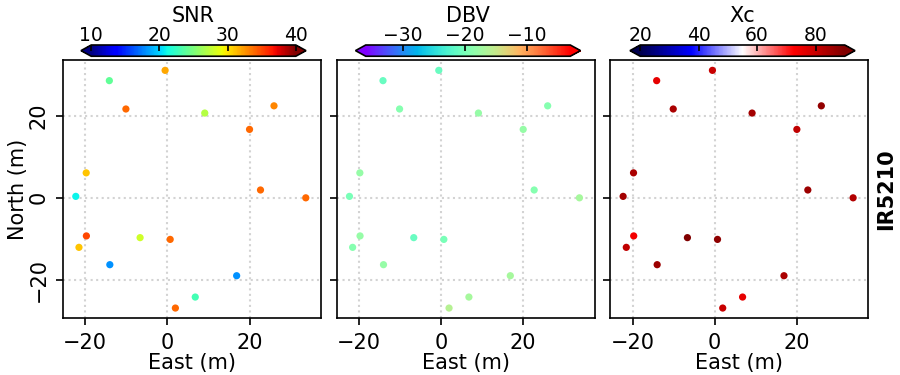 SNR DBV Xc
10 20 30 40 −30 −20 −10 20 40 60 80
20
0
−20
North (m)
IR5210
−20 0 20 −20 0 20 −20 0 20
East (m) East (m) East (m)